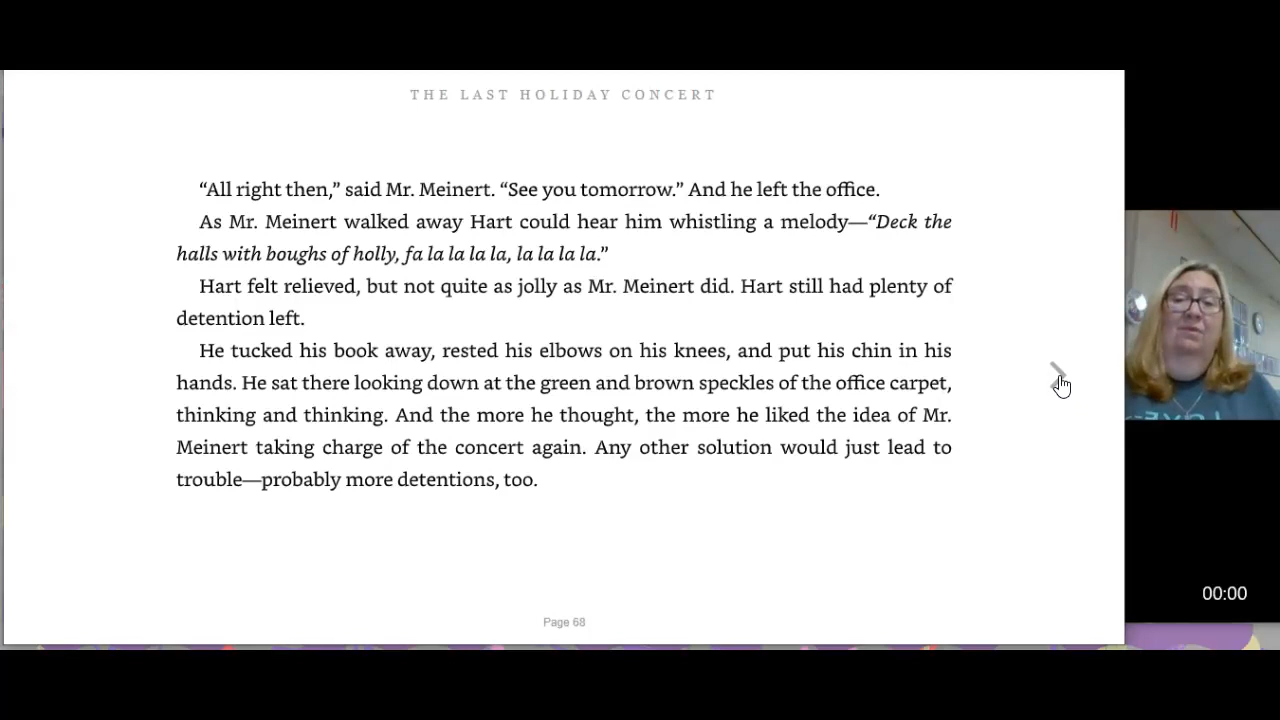 THE LAST HOLIDAY CONCERT
“All right then,” said Mr. Meinert. “See you tomorrow.” And he left the office.
As Mr. Meinert walked away Hart could hear him whistling a melody—“Deck the
halls with boughs of holly, fa la la la la, la la la la.”
Hart felt relieved, but not quite as jolly as Mr. Meinert did. Hart still had plenty of
detention left.
He tucked his book away, rested his elbows on his knees, and put his chin in his
hands. He sat there looking down at the green and brown speckles of the office carpet,
thinking and thinking. And the more he thought, the more he liked the idea of Mr.
Meinert taking charge of the concert again. Any other solution would just lead to
trouble—probably more detentions, too.
Page 68
00:00